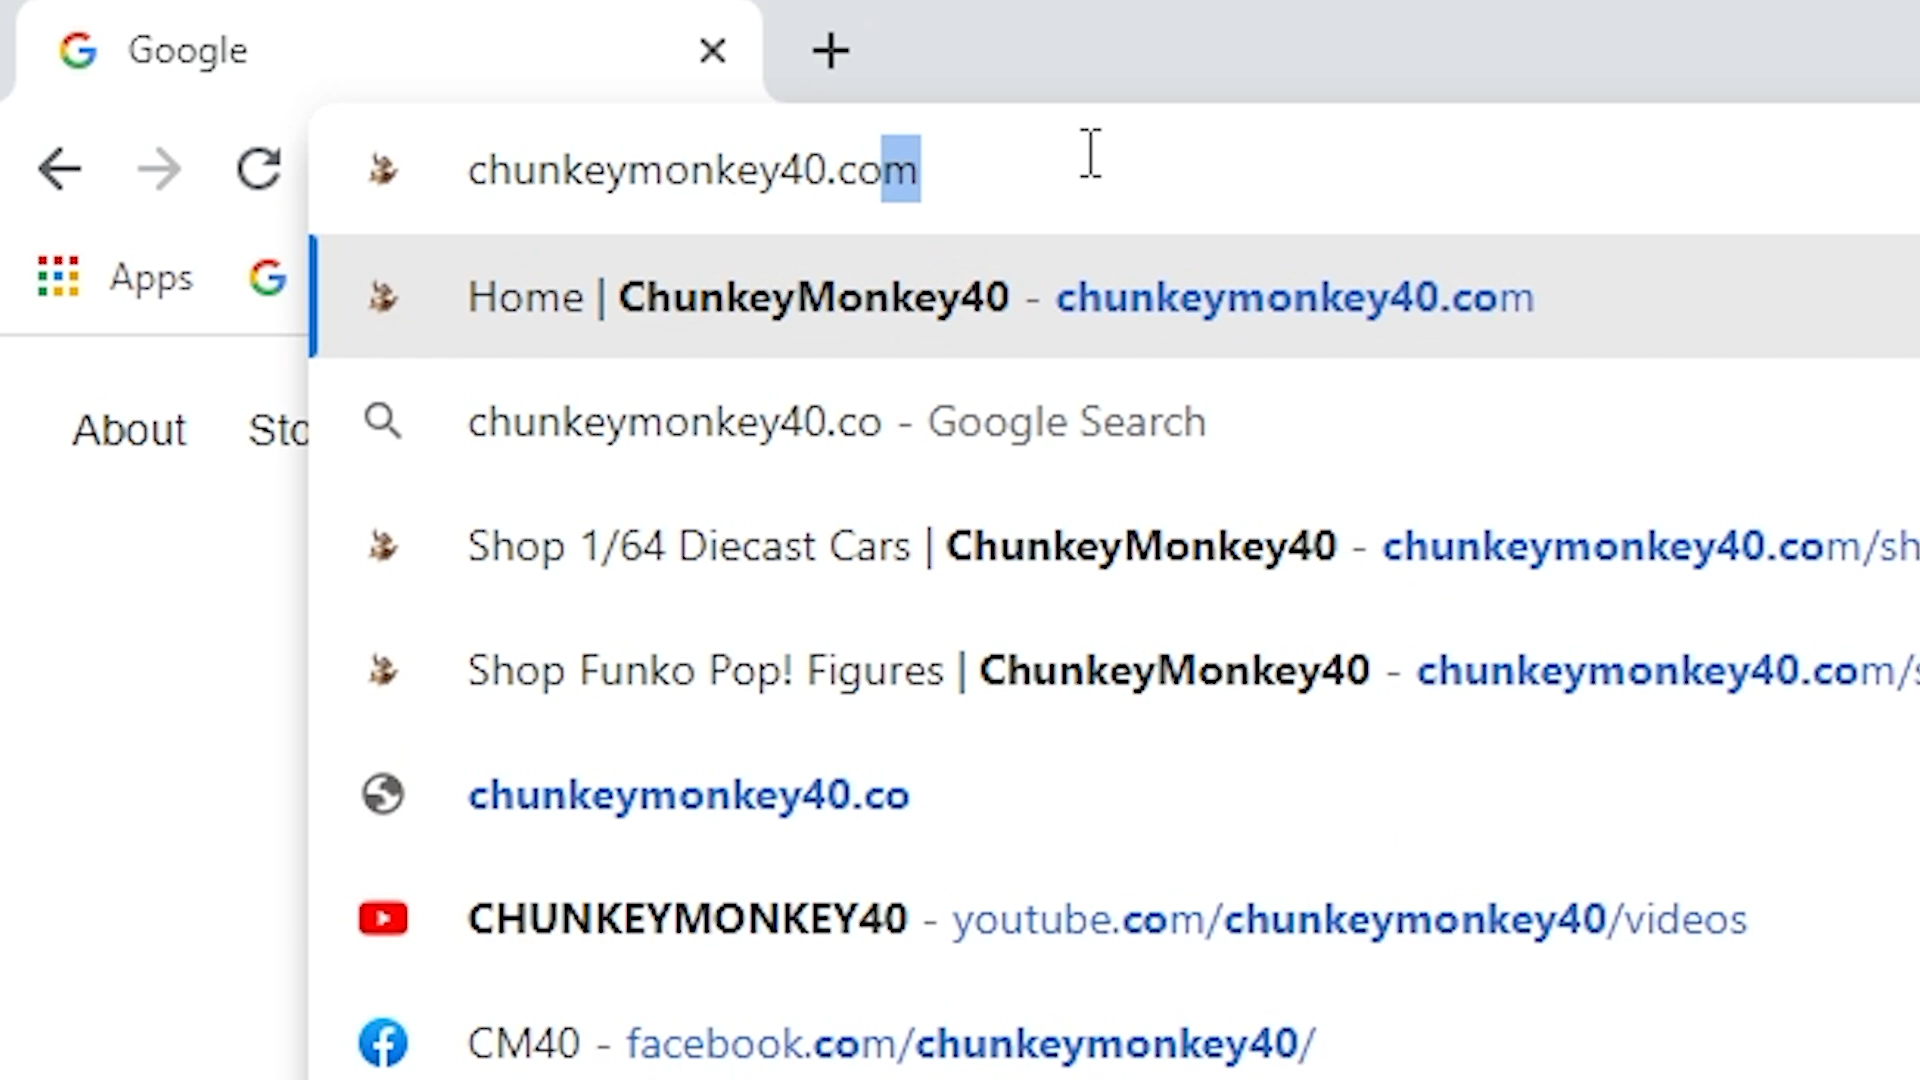 Google
chunkeymonkey40.com
Apps
Home | ChunkeyMonkey40 - chunkeymonkey40.com
chunkeymonkey40.co - Google Search
About
Shop 1/64 Diecast Cars | ChunkeyMonkey40 - chunkeymonkey40.com/sh
Shop Funko Pop! Figures | ChunkeyMonkey40 - chunkeymonkey40.com/s
chunkeymonkey40.co
CHUNKEYMONKEY40 - youtube.com/chunkeymonkey40/videos
CM40 - facebook.com/chunkeymonkey40/